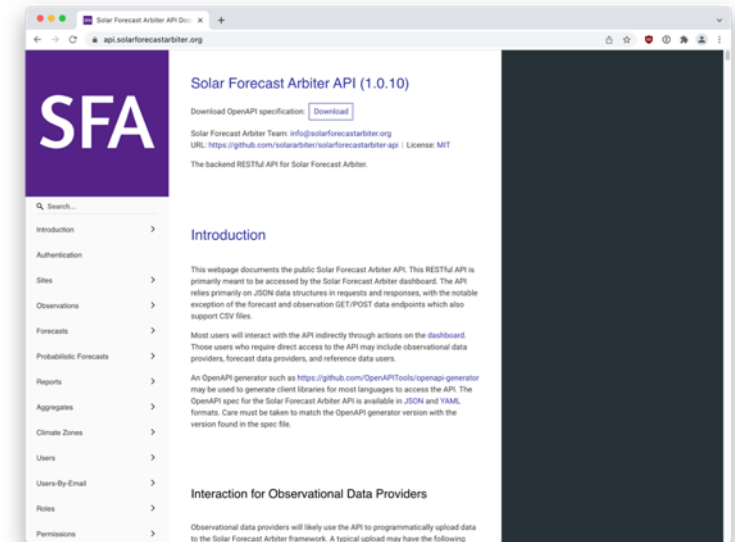 SFA Solar Forecast Arbiter API Doc
api.solarforecastarbiter.org
SFA
Search...
Introduction
Authentication
Sites
Observations
Forecasts
Probabilistic Forecasts
Reports
Aggregates
Climate Zones
Users
Users-By-Email
Roles
Permissions
Solar Forecast Arbiter API (1.0.10)
Download OpenAPI specification: Download
Solar Forecast Arbiter Team: info@solarforecastarbiter.org
URL: https://github.com/solararbiter/solarforecastarbiter-api | License: MIT
The backend RESTful API for Solar Forecast Arbiter.
Introduction
This webpage documents the public Solar Forecast Arbiter API. This RESTful API is
primarily meant to be accessed by the Solar Forecast Arbiter dashboard. The API
relies primarily on JSON data structures in requests and responses, with the notable
exception of the forecast and observation GET/POST data endpoints which also
support CSV files.
Most users will interact with the API indirectly through actions on the dashboard.
Those users who require direct access to the API may include observational data
providers, forecast data providers, and reference data users.
An OpenAPI generator such as https://github.com/OpenAPITools/openapi-generator
may be used to generate client libraries for most languages to access the API. The
OpenAPI spec for the Solar Forecast Arbiter API is available in JSON and YAML
formats. Care must be taken to match the OpenAPI generator version with the
version found in the spec file.
Interaction for Observational Data Providers
Observational data providers will likely use the API to programmatically upload data
to the Solar Forecast Arbiter framework. A typical upload may have the following